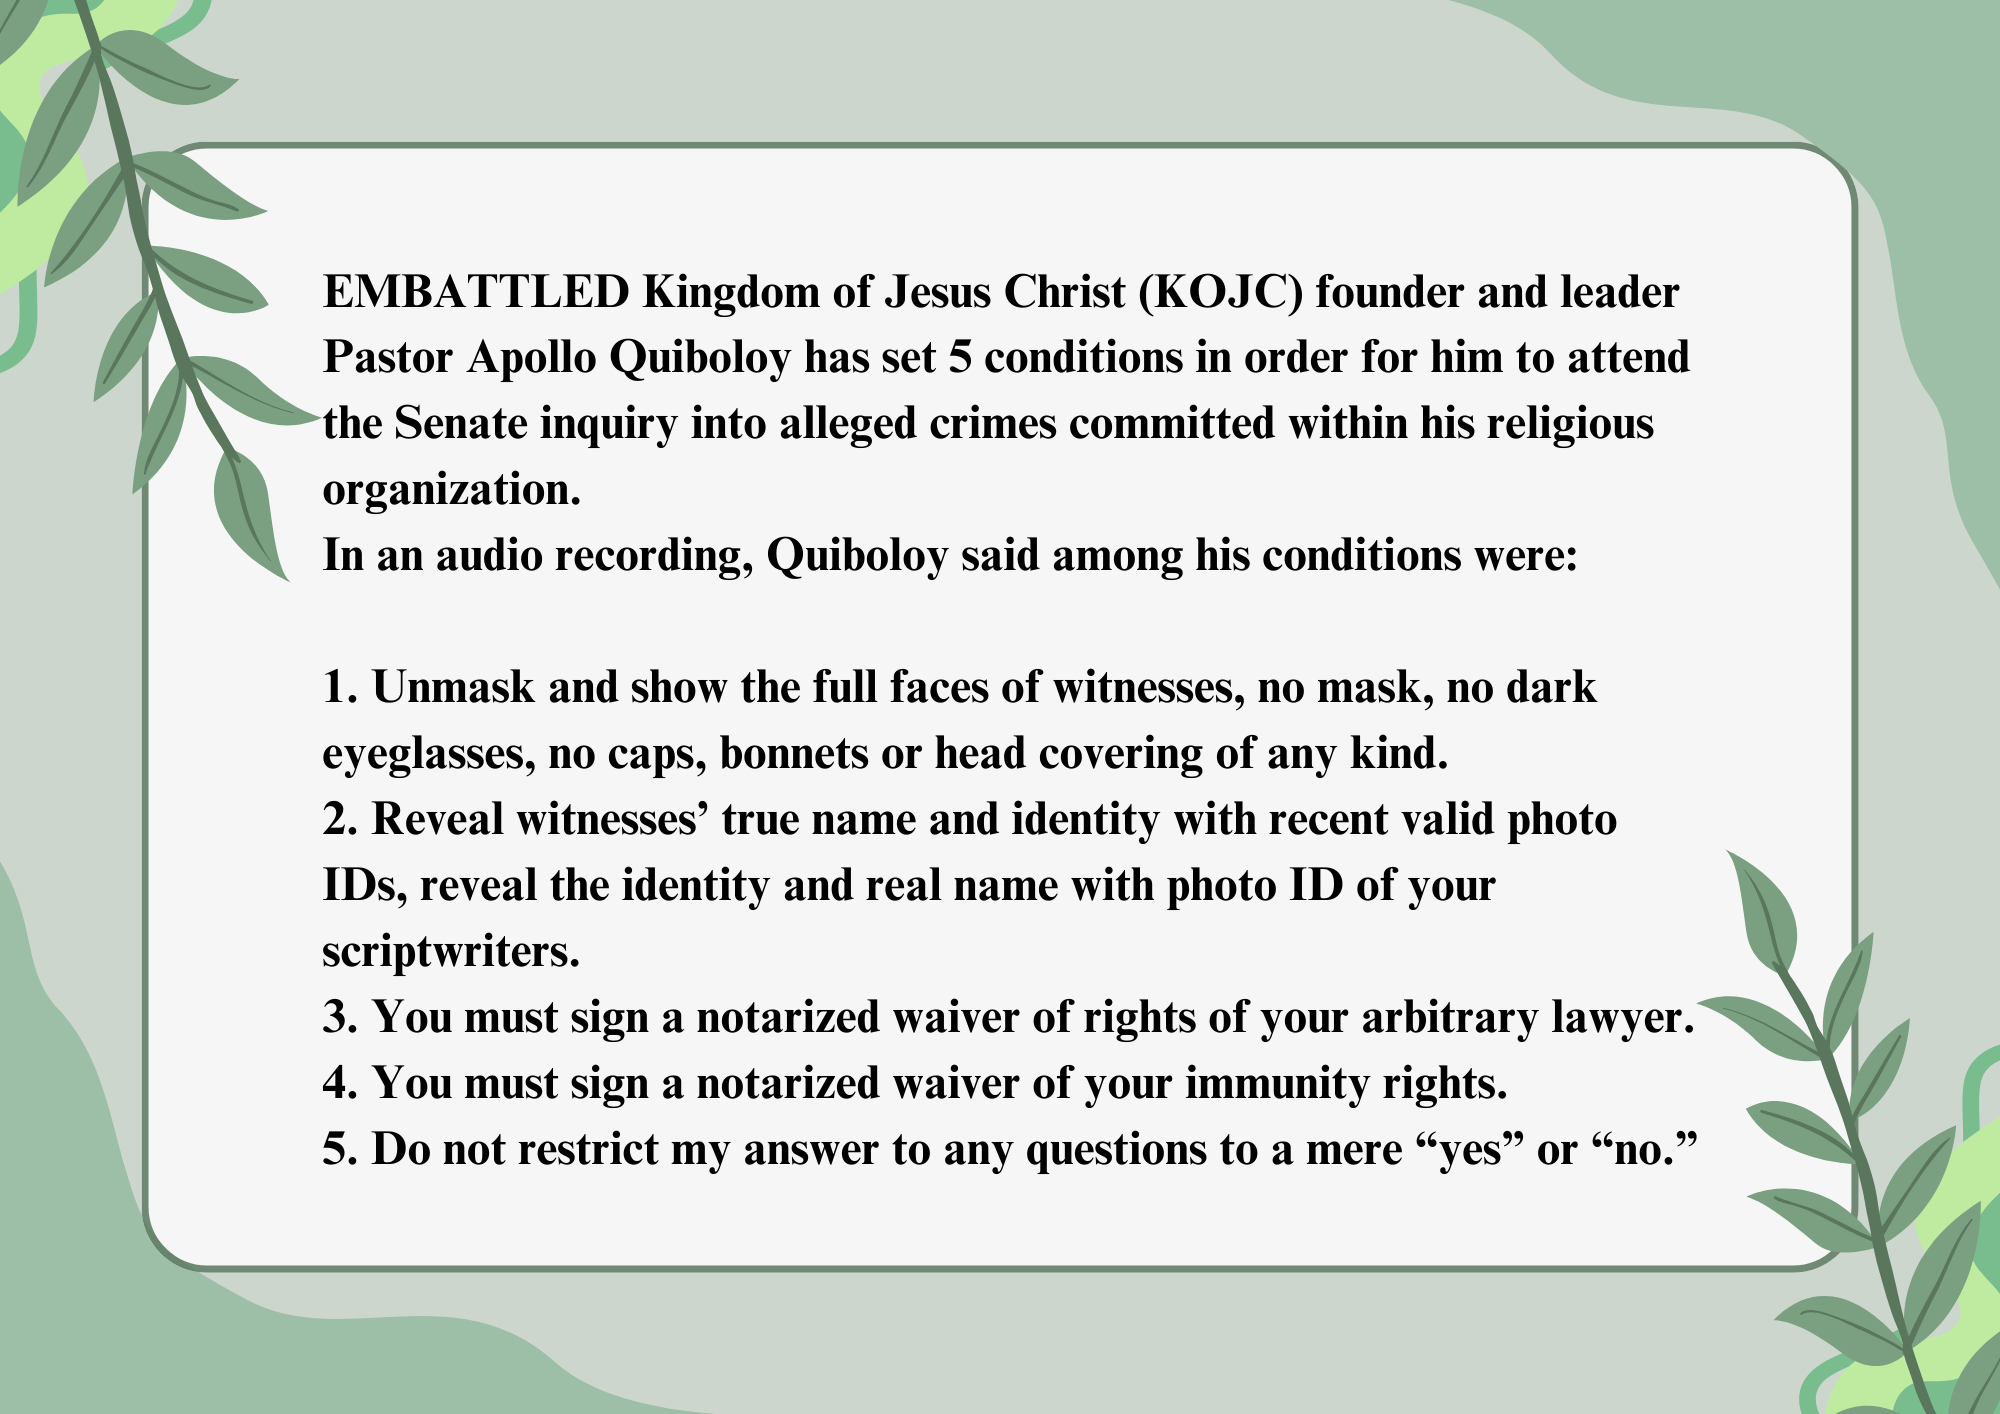 EMBATTLED Kingdom of Jesus Christ (KOJC) founder and leader
Pastor Apollo Quiboloy has set 5 conditions in order for him to attend
the Senate inquiry into alleged crimes committed within his religious
organization.
In an audio recording, Quiboloy said among his conditions were:
1. Unmask and show the full faces of witnesses, no mask, no dark
eyeglasses, no caps, bonnets or head covering of any kind.
2. Reveal witnesses’ true name and identity with recent valid photo
IDs, reveal the identity and real name with photo ID of your
scriptwriters.
3. You must sign a notarized waiver of rights of your arbitrary lawyer.
4. You must sign a notarized waiver of your immunity rights.
5. Do not restrict my answer to any questions to a mere “yes” or “no.”